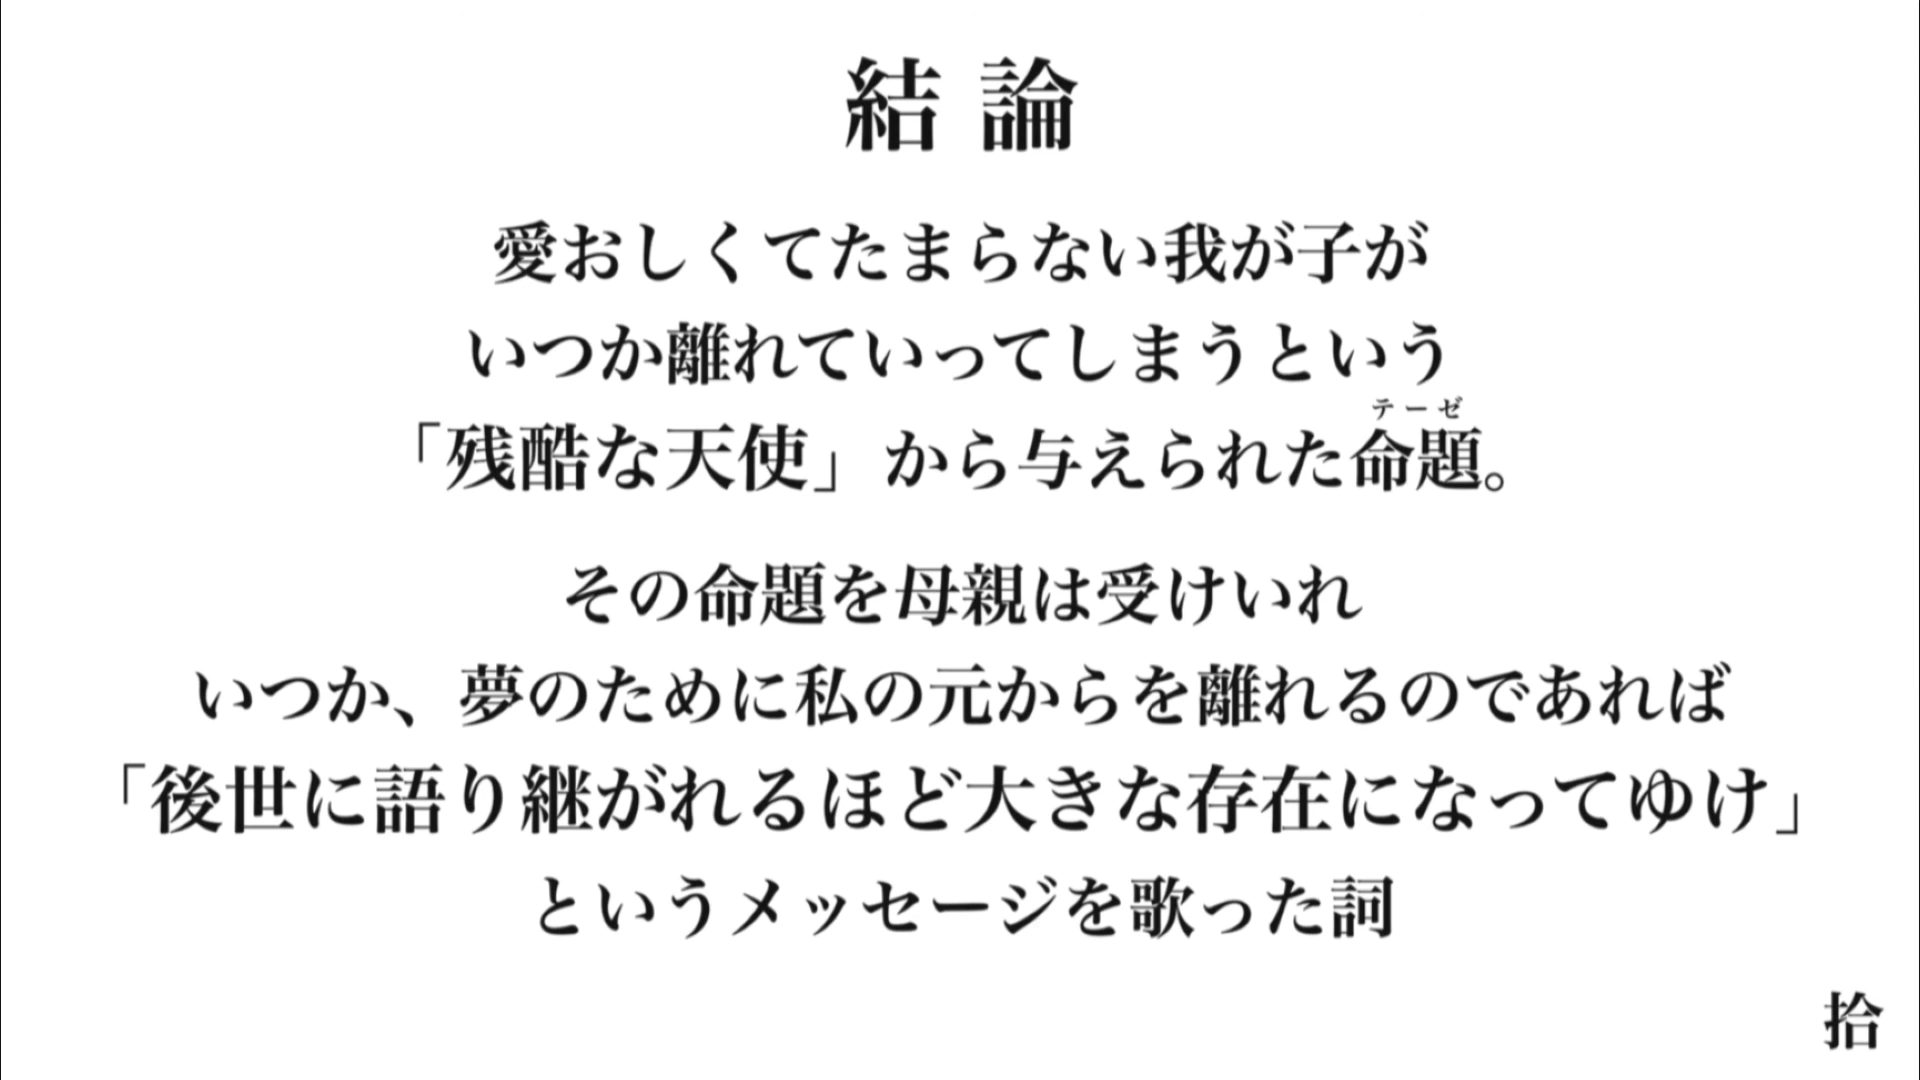 結論
愛おしくてたまらない我が子が
いつか離れていってしまうという
テーゼ
「残酷な天使」から与えられた命題。
その命題を母親は受けいれ
いつか、夢のために私の元からを離れるのであれば
「後世に語り継がれるほど大きな存在になってゆけ」
というメッセージを歌った詞
拾